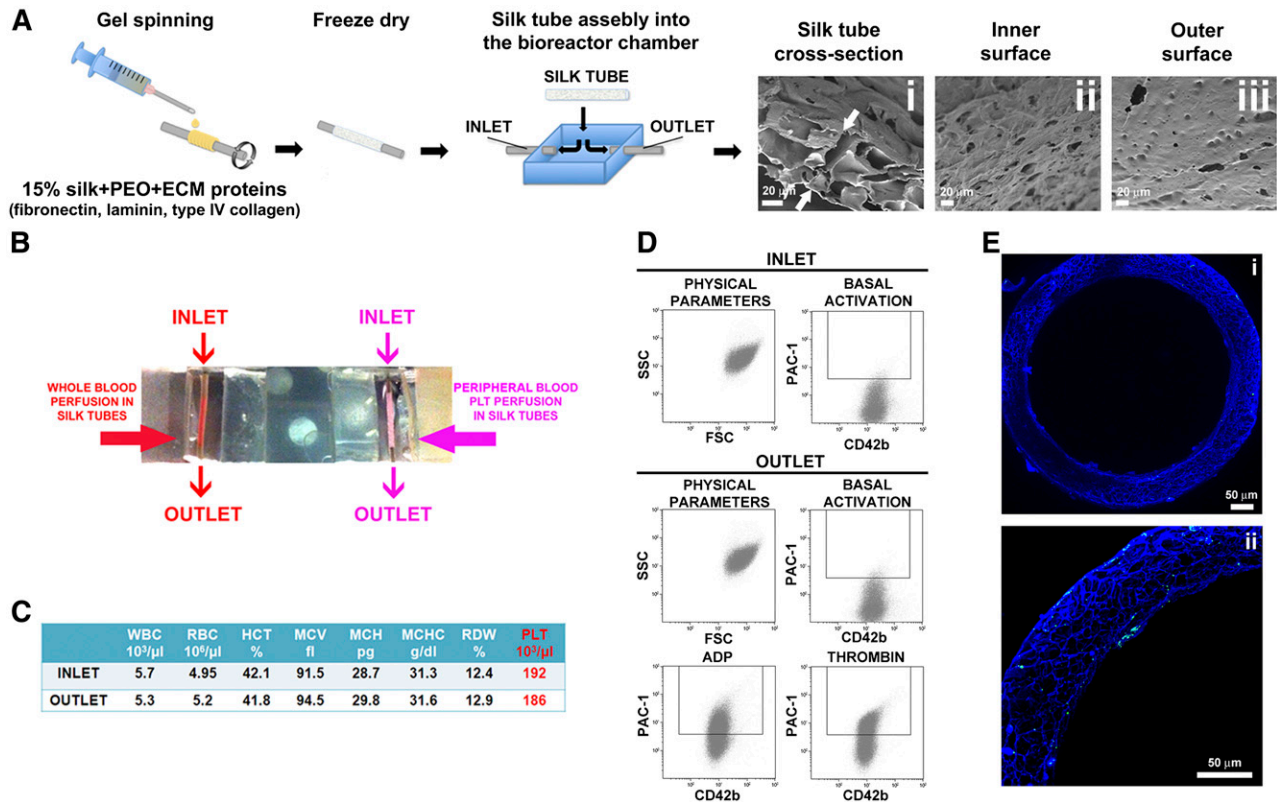 A
Gel spinning
Freeze dry
Silk tube assebly into
the bioreactor chamber
SILK TUBE
INLET
OUTLET
15% silk+PEO+ECM proteins
(fibronectin, laminin, type IV collagen)
Silk tube
cross-section
Inner
surface
Outer
surface
i
20 μm
ii
20 μm
iii
20 μm
B
INLET
INLET
WHOLE BLOOD
PERFUSION IN
SILK TUBES
PERIPHERAL BLOOD
PLT PERFUSION
IN SILK TUBES
OUTLET
OUTLET
C
WBC RBC HCT MCV MCH MCHC RDW PLT
10³/μl 10⁶/μl % fl pg g/dl % 10³/μl
INLET 5.7 4.95 42.1 91.5 28.7 31.3 12.4 192
OUTLET 5.3 5.2 41.8 94.5 29.8 31.6 12.9 186
D
INLET
PHYSICAL
PARAMETERS
BASAL
ACTIVATION
SSC
FSC
PAC-1
CD42b
OUTLET
PHYSICAL
PARAMETERS
BASAL
ACTIVATION
SSC
FSC
PAC-1
CD42b
ADP
THROMBIN
PAC-1
CD42b
PAC-1
CD42b
E
i
50 μm
ii
50 μm